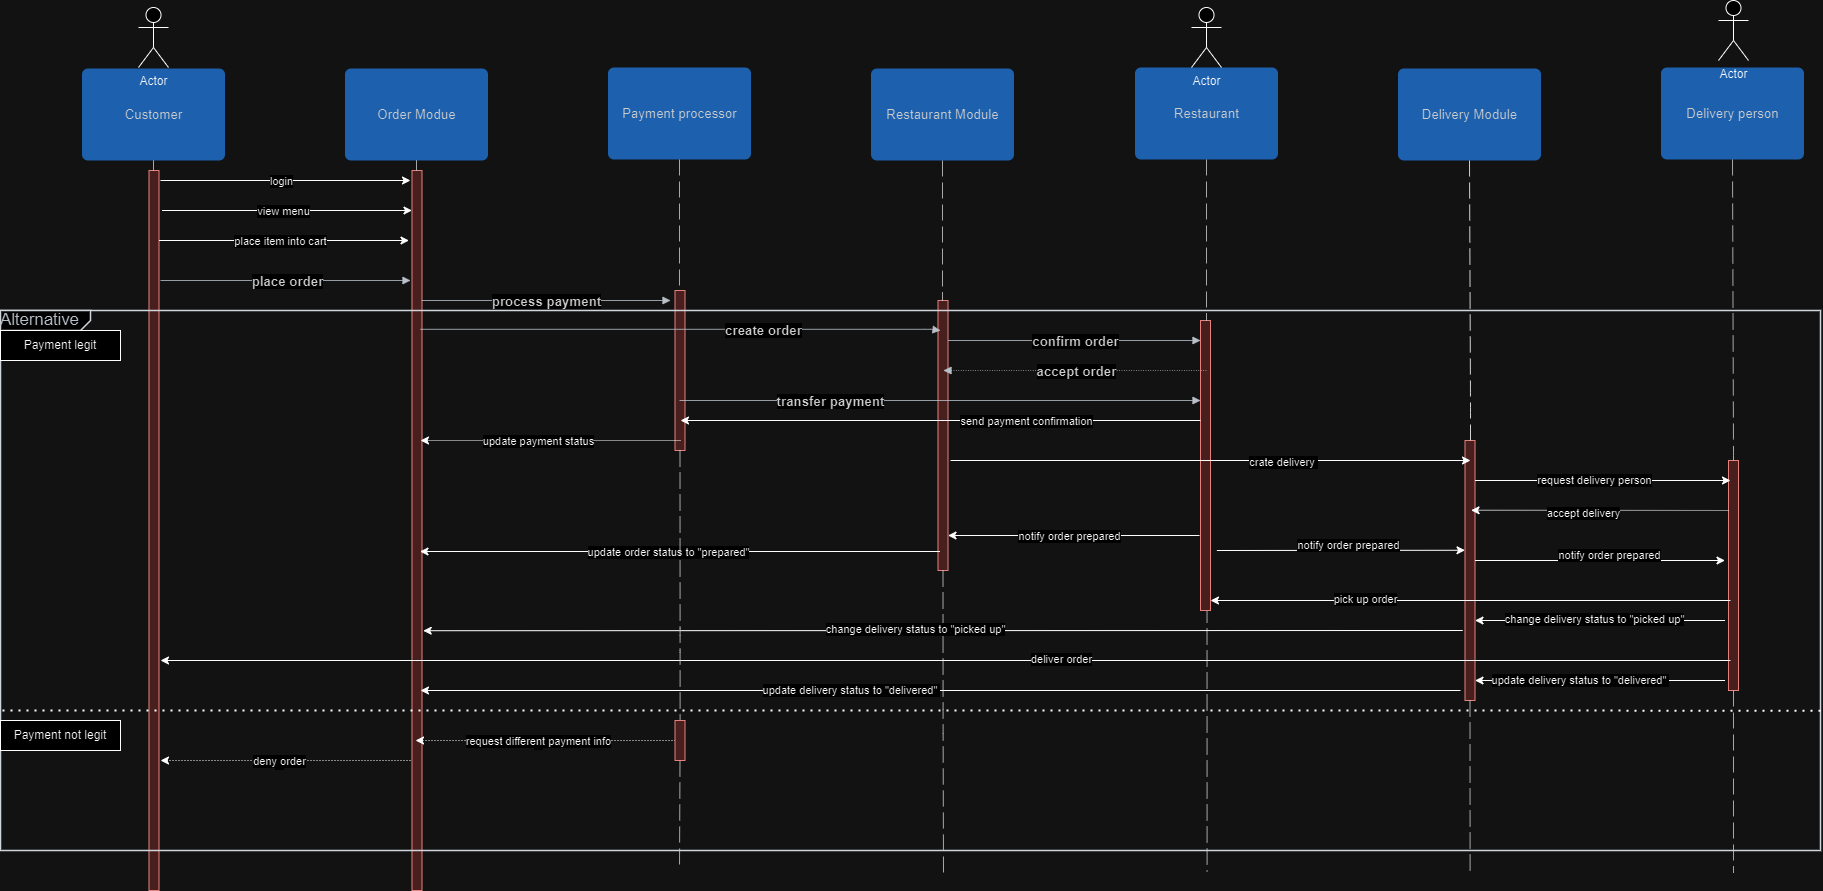 Actor
Actor
Actor
Customer
Order Modue
Payment processor
Restaurant Module
Restaurant
Delivery Module
Delivery person
login
view menu
place item into cart
place order
process payment
Alternative
create order
Payment legit
confirm order
accept order
transfer payment
send payment confirmation
update payment status
crate delivery
request delivery person
accept delivery
notify order prepared
notify order prepared
update order status to "prepared"
notify order prepared
pick up order
change delivery status to "picked up"
change delivery status to "picked up"
deliver order
update delivery status to "delivered"
update delivery status to "delivered"
Payment not legit
request different payment info
deny order